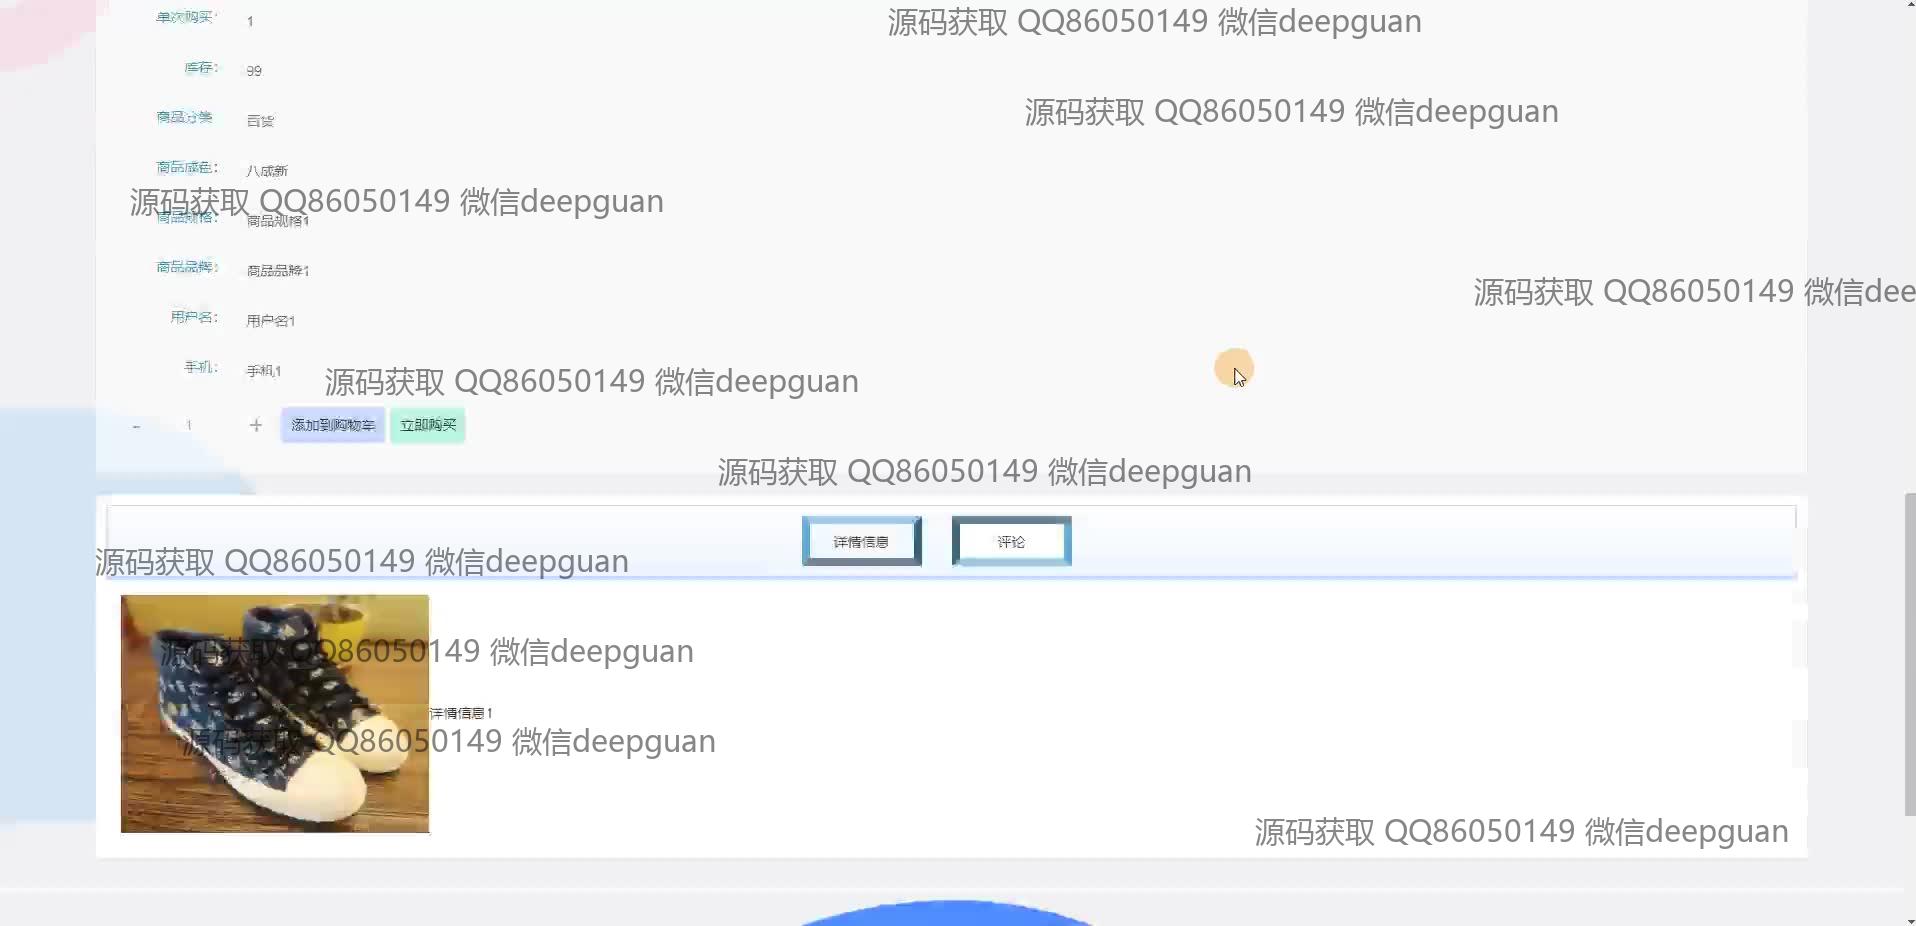 单次购买： 1
源码获取 QQ86050149 微信deepguan
库存： 99
源码获取 QQ86050149 微信deepguan
商品分类 百货
商品成色： 八成新
源码获取 QQ86050149 微信deepguan
商品规格： 商品规格1
商品品牌： 商品品牌1
源码获取 QQ86050149 微信dee
用户名： 用户名1
手机： 手机1
源码获取 QQ86050149 微信deepguan
- 1 + 添加到购物车 立即购买
源码获取 QQ86050149 微信deepguan
详情信息 评论
源码获取 QQ86050149 微信deepguan
源码获取 QQ86050149 微信deepguan
详情信息1
源码获取 QQ86050149 微信deepguan
源码获取 QQ86050149 微信deepguan